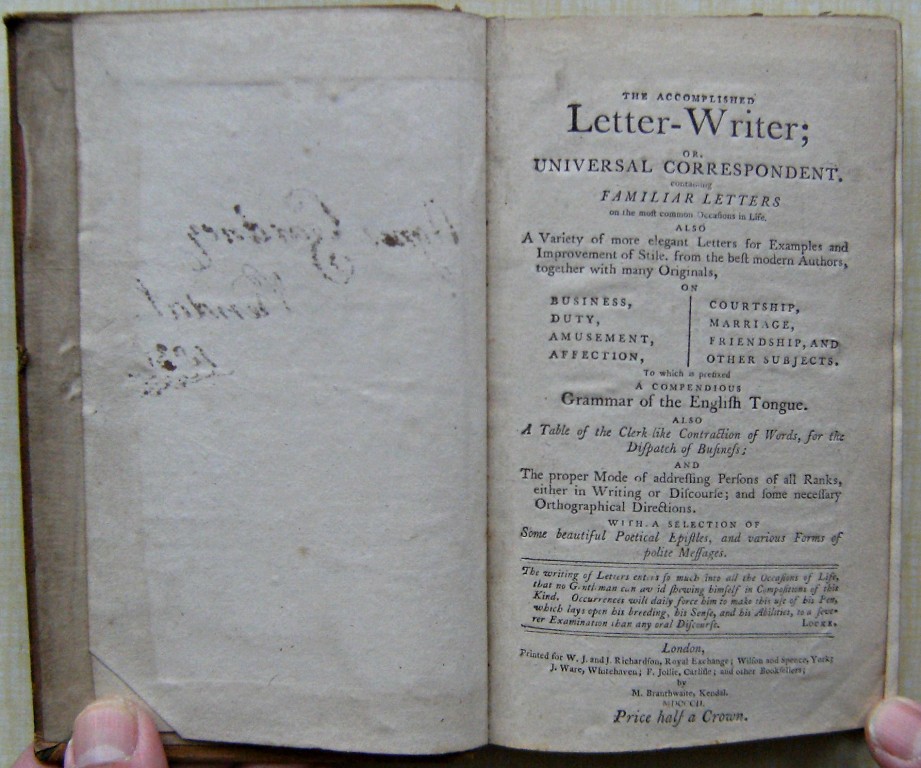 THE ACCOMPLISHED
Letter-Writer;
OR,
UNIVERSAL CORRESPONDENT.
containing
FAMILIAR LETTERS
on the moſt common Occaſions in Life,
ALSO
A Variety of more elegant Letters for Examples and
Improvement of Stile, from the beſt modern Authors,
together with many Originals,
ON
BUSINESS,
DUTY,
AMUSEMENT,
AFFECTION,
COURTSHIP,
MARRIAGE,
FRIENDSHIP, AND
OTHER SUBJECTS.
To which is prefixed
A COMPENDIOUS
Grammar of the Engliſh Tongue.
ALSO
A Table of the Clerk like Contraction of Words, for the
Diſpatch of Buſineſs;
AND
The proper Mode of addreſſing Perſons of all Ranks,
either in Writing or Diſcourſe; and ſome neceſſary
Orthographical Directions.
WITH A SELECTION OF
Some beautiful Poetical Epiſtles, and various Forms of
polite Meſſages.
The writing of Letters enters ſo much into all the Occaſions of Life,
that no Gentleman can avoid ſhewing himſelf in Compoſitions of this
Kind. Occurrences will daily force him to make this uſe of his Pen,
which lays open his breeding, his Senſe, and his Abilities, to a ſeve-
rer Examination than any oral Diſcourſe. LOCKE.
London,
Printed for W. J. and J. Richardſon, Royal Exchange; Wilſon and Spence, York;
J. Ware, Whitehaven; F. Jollie, Carliſle; and other Bookſellers;
by
M. Branthwaite, Kendal.
Price half a Crown.